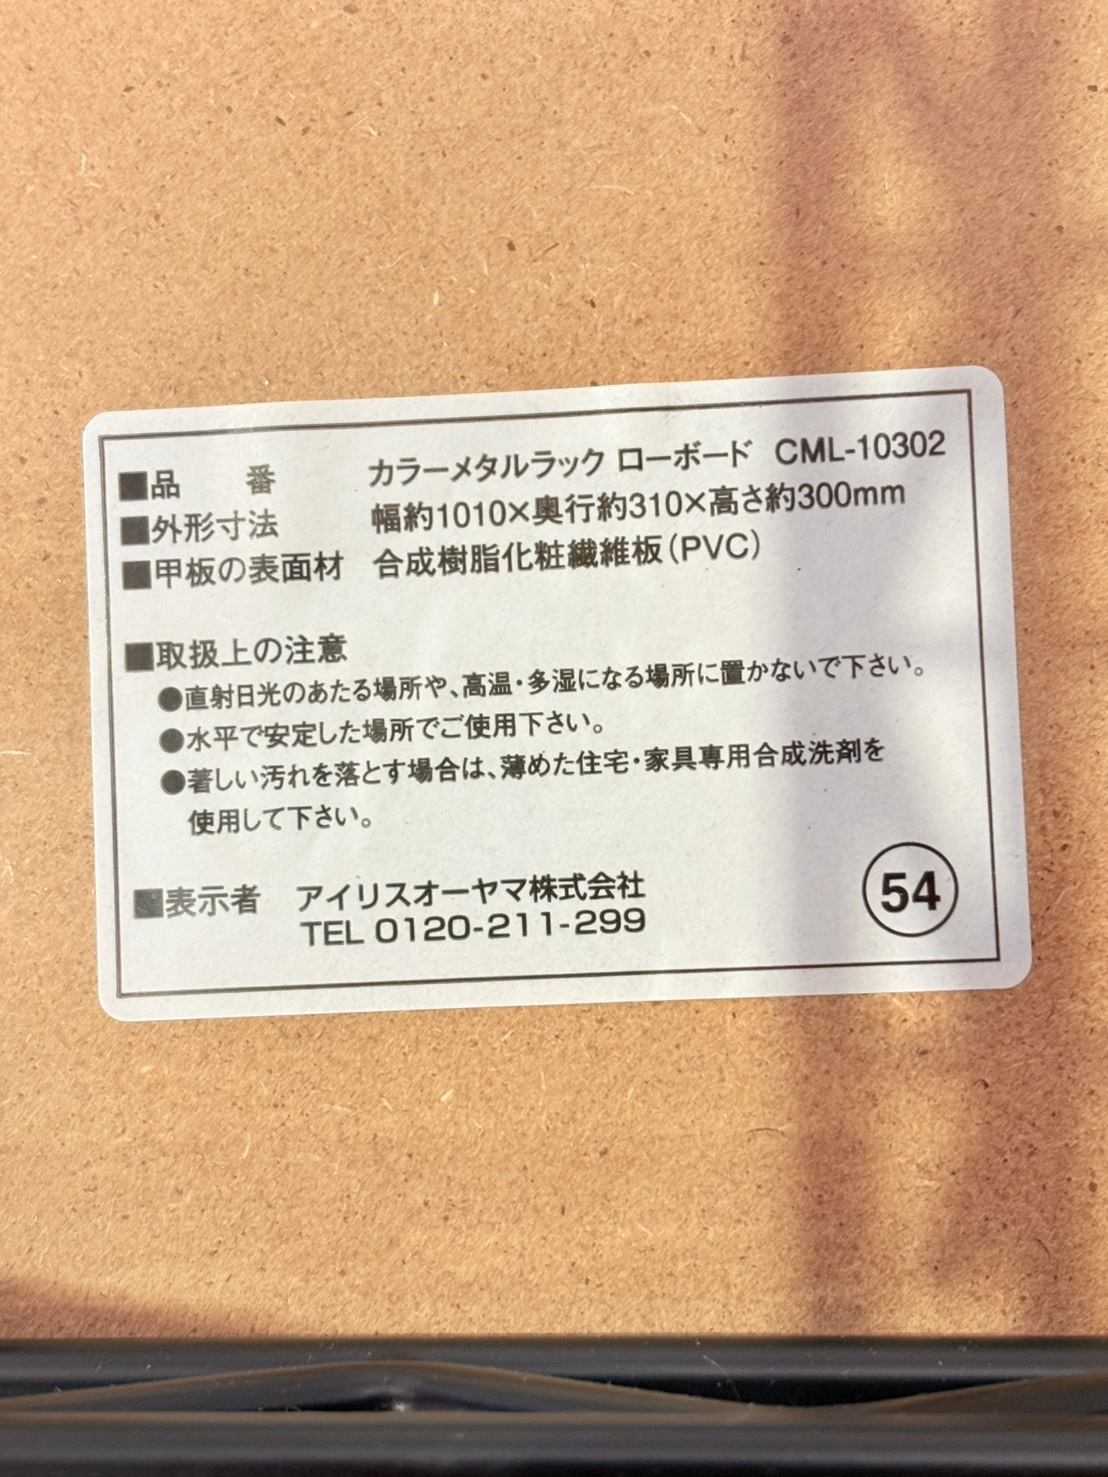 ■品　番　カラーメタルラック ローボード CML-10302
■外形寸法　幅約1010×奥行約310×高さ約300mm
■甲板の表面材　合成樹脂化粧繊維板(PVC)
■取扱上の注意
●直射日光のあたる場所や、高温・多湿になる場所に置かないで下さい。
●水平で安定した場所でご使用下さい。
●著しい汚れを落とす場合は、薄めた住宅・家具専用合成洗剤を
使用して下さい。
■表示者　アイリスオーヤマ株式会社
TEL 0120-211-299
54